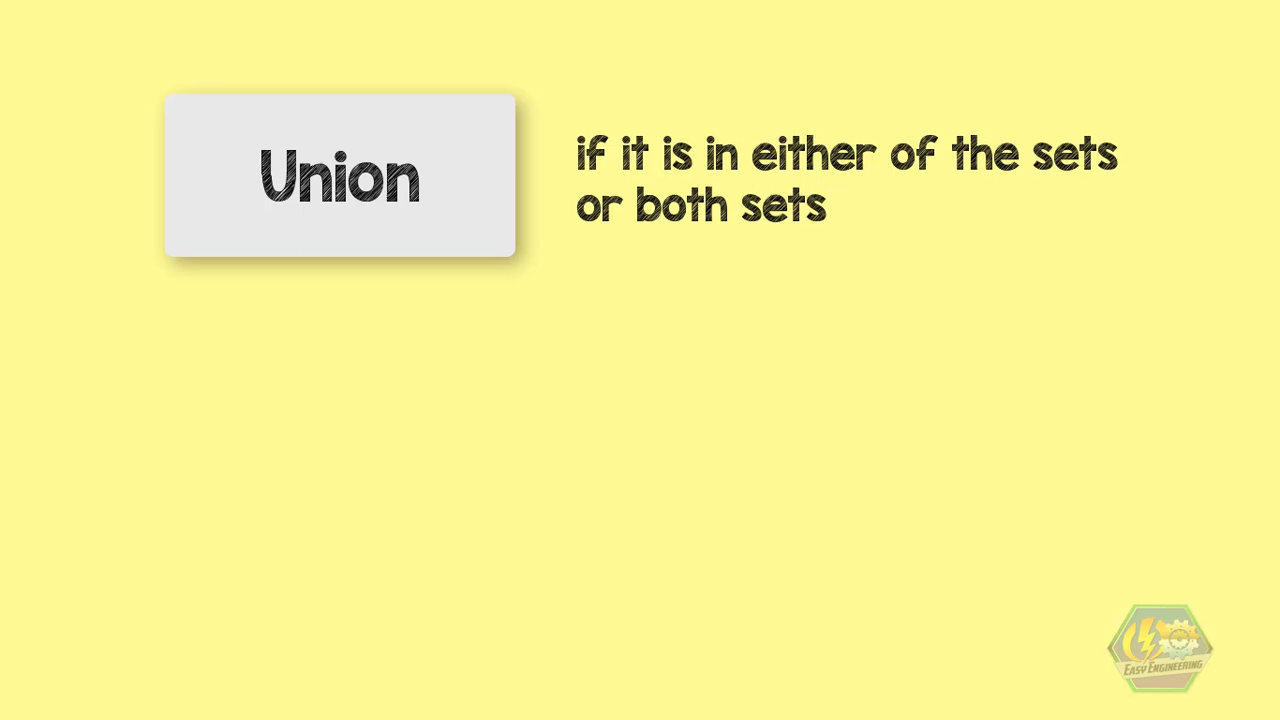 Union
if it is in either of the sets
or both sets
EASY ENGINEERING